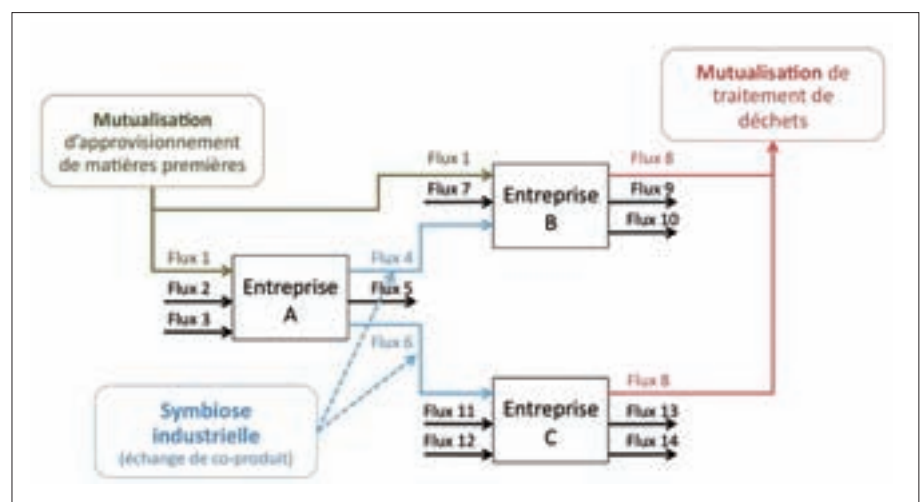 Mutualisation
d'approvisionnement
de matières premières
Mutualisation de
traitement de
déchets
Flux 1
Flux 7
Entreprise
B
Flux 8
Flux 9
Flux 10
Flux 1
Flux 2
Flux 3
Entreprise
A
Flux 4
Flux 5
Flux 6
Symbiose
industrielle
(échange de co-produit)
Flux 11
Flux 12
Entreprise
C
Flux 8
Flux 13
Flux 14